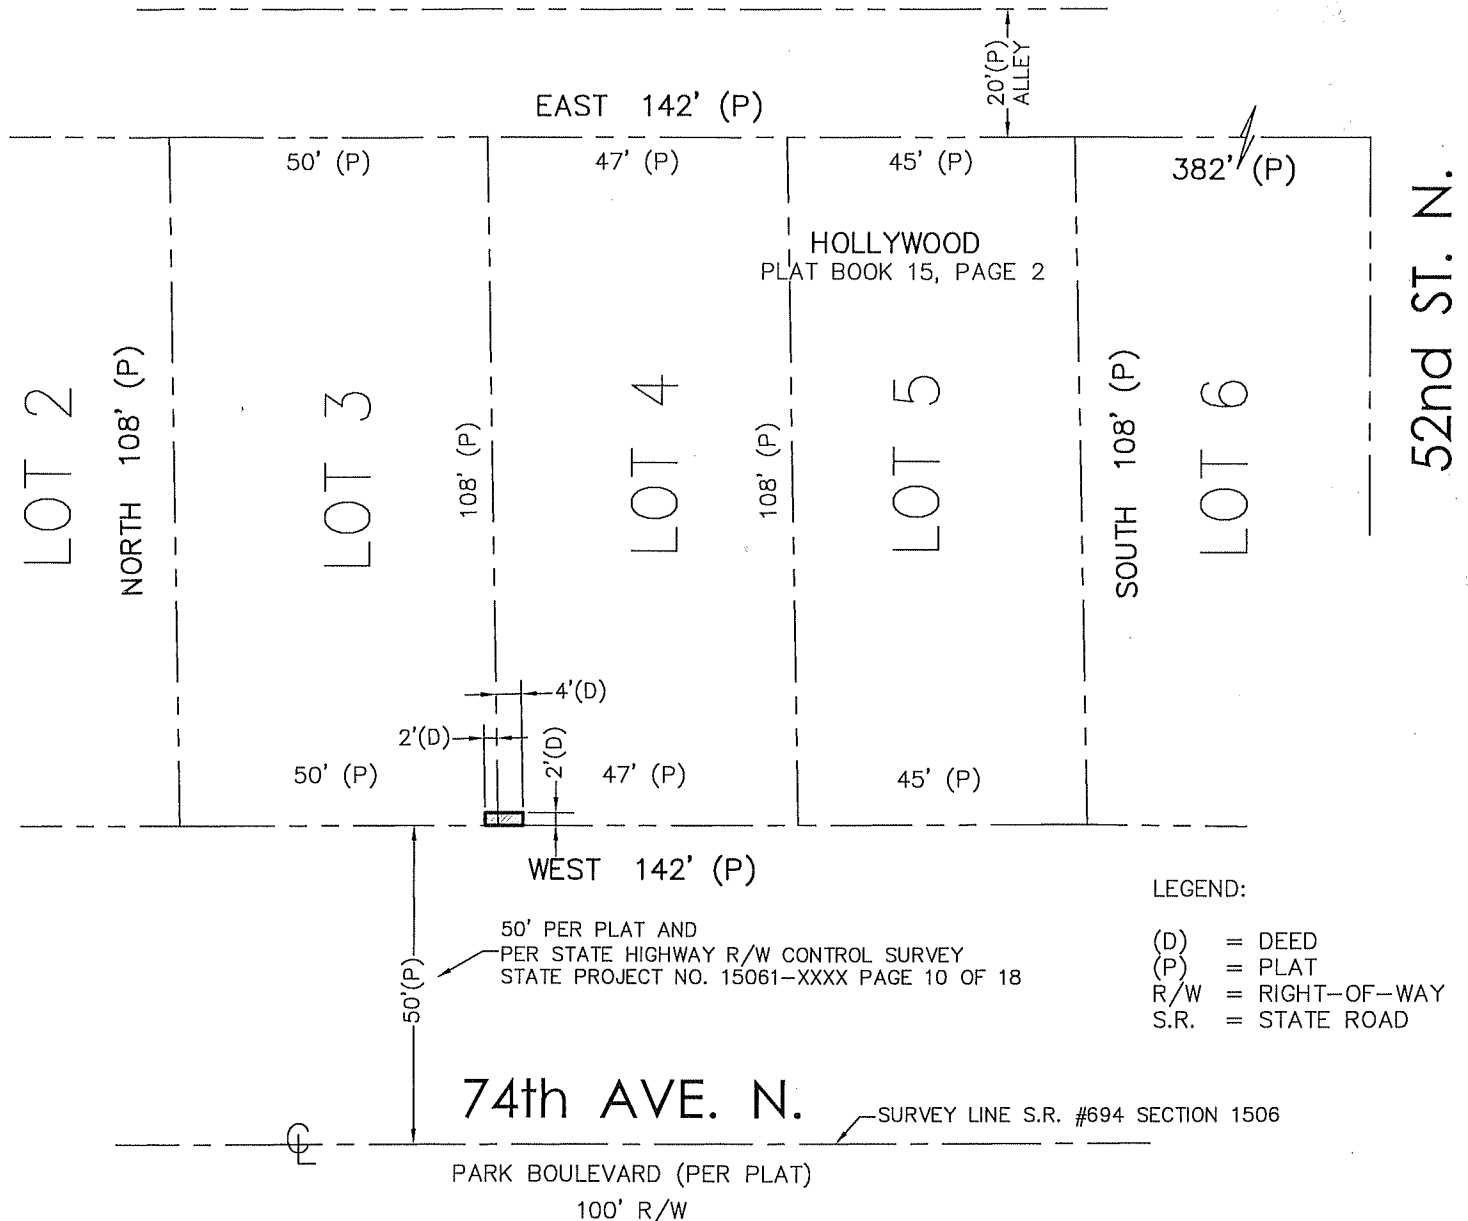 20'(P)
ALLEY
EAST 142' (P)
50' (P)
47' (P)
45' (P)
382' (P)
52nd ST. N.
HOLLYWOOD
PLAT BOOK 15, PAGE 2
LOT 2
NORTH 108' (P)
LOT 3
108' (P)
LOT 4
108' (P)
LOT 5
SOUTH 108' (P)
LOT 6
4'(D)
2'(D)
2'(D)
50' (P)
47' (P)
45' (P)
WEST 142' (P)
50' PER PLAT AND
PER STATE HIGHWAY R/W CONTROL SURVEY
STATE PROJECT NO. 15061-XXXX PAGE 10 OF 18
50'(P)
LEGEND:
(D) = DEED
(P) = PLAT
R/W = RIGHT-OF-WAY
S.R. = STATE ROAD
74th AVE. N.
SURVEY LINE S.R. #694 SECTION 1506
CL
PARK BOULEVARD (PER PLAT)
100' R/W